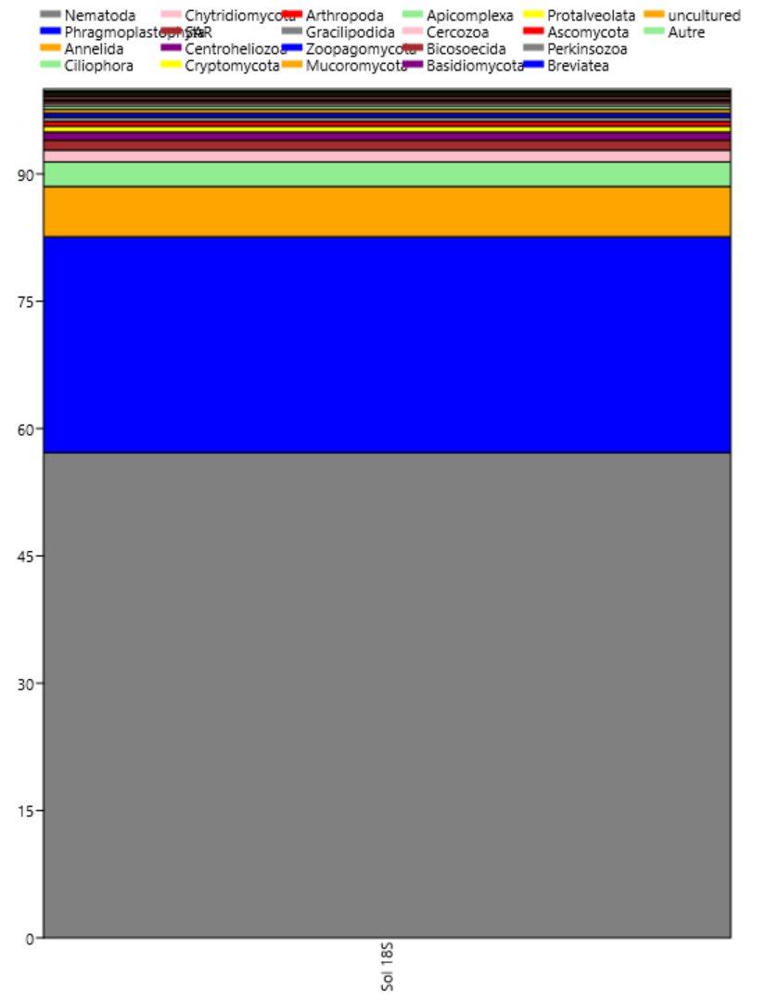 Nematoda Chytridiomycota Arthropoda Apicomplexa Protalveolata uncultured
Phragmoplastophyta SAR Gracilipodida Cercozoa Ascomycota Autre
Annelida Centroheliozoa Zoopagomycota Bicosoecida Perkinsozoa
Ciliophora Cryptomycota Mucoromycota Basidiomycota Breviatea
90
75
60
45
30
15
0
Sol 18S